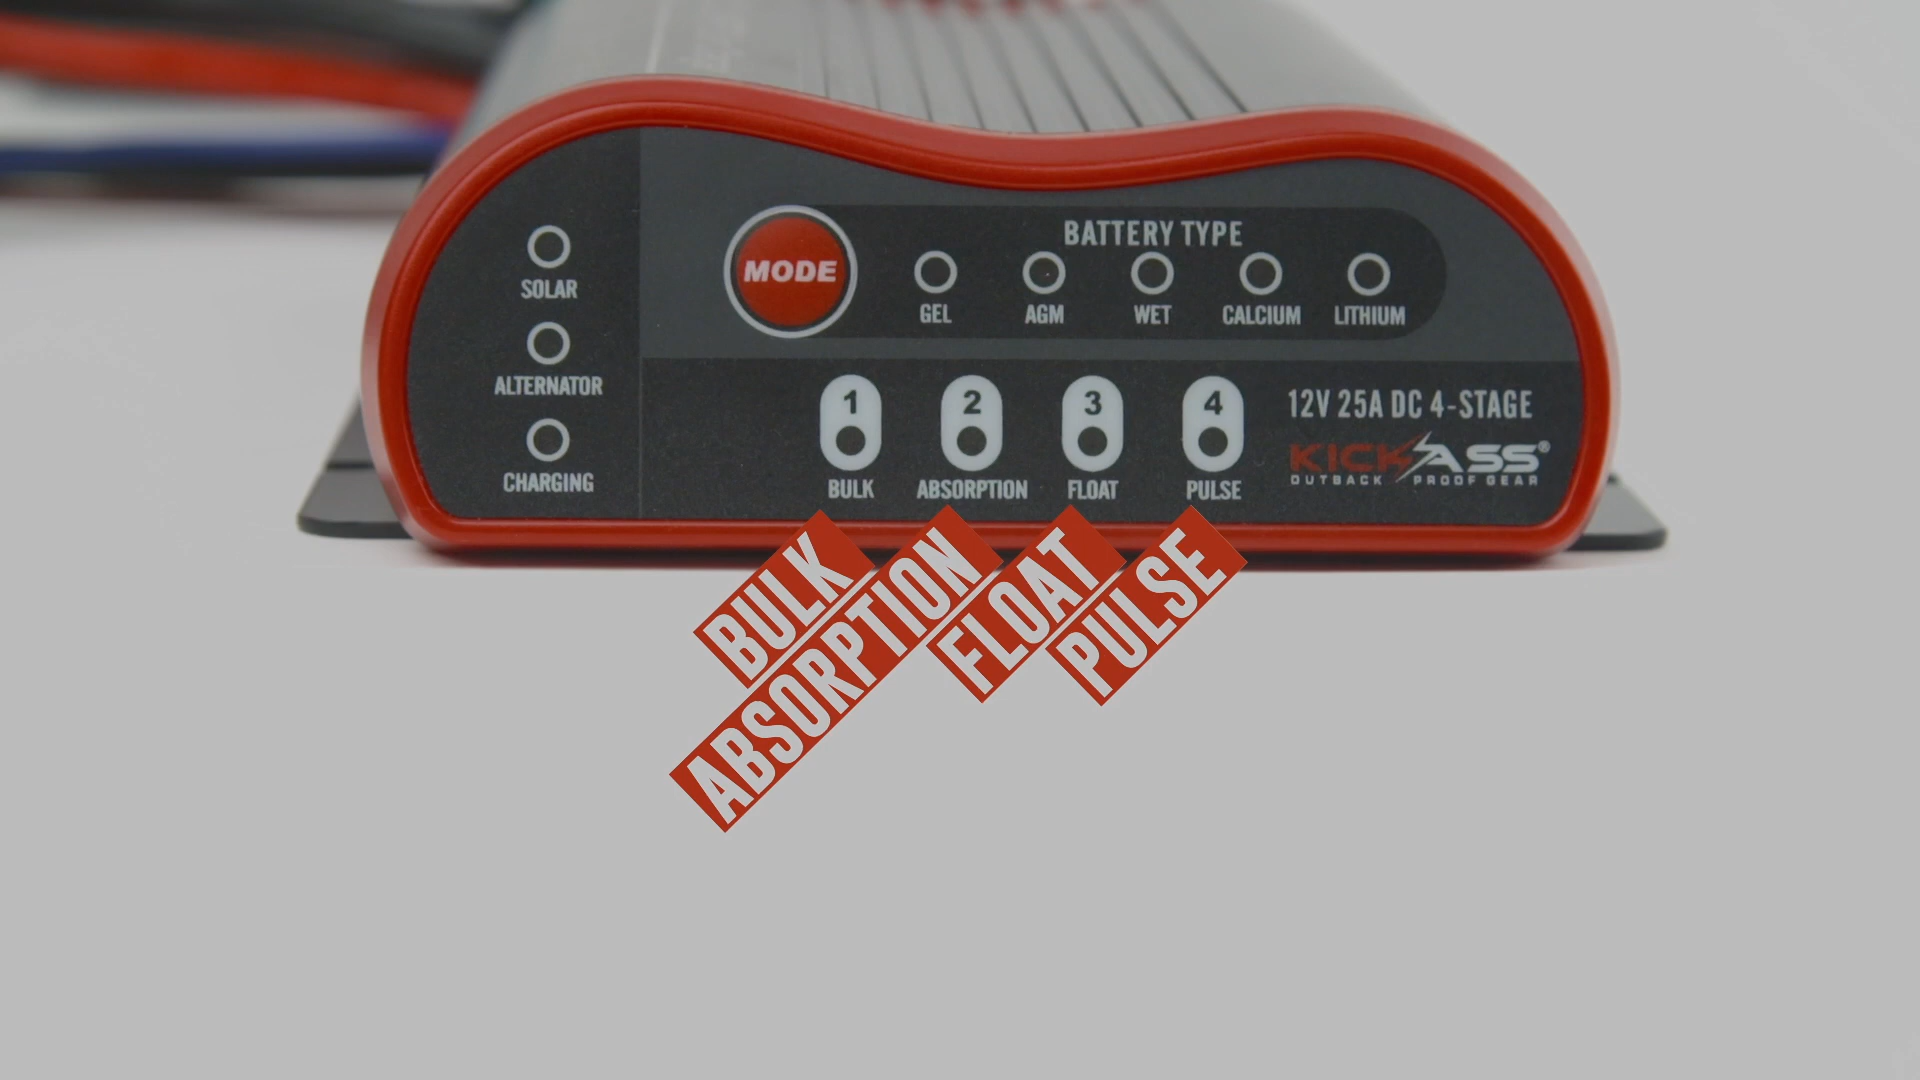 SOLAR
ALTERNATOR
CHARGING
MODE
BATTERY TYPE
GEL AGM WET CALCIUM LITHIUM
1 2 3 4
BULK ABSORPTION FLOAT PULSE
12V 25A DC 4-STAGE
KICKASS®
OUTBACK PROOF GEAR
BULK
ABSORPTION
FLOAT
PULSE